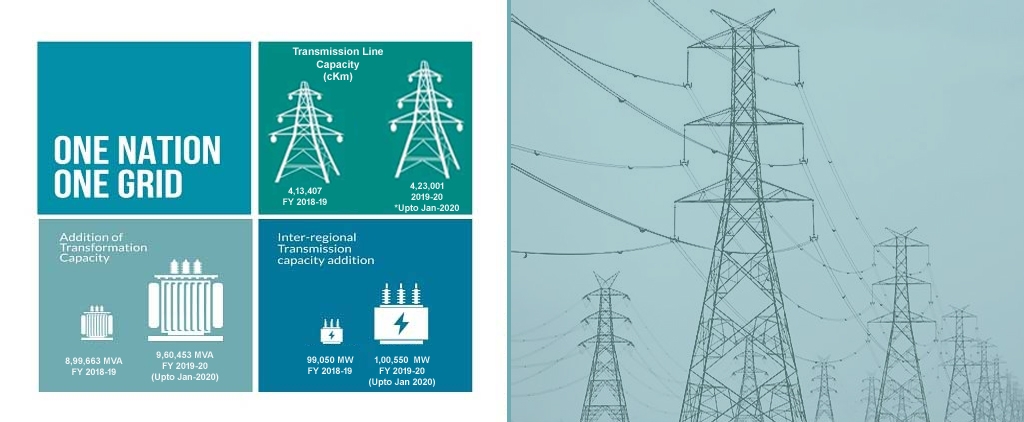 ONE NATION
ONE GRID
Transmission Line
Capacity
(cKm)
4,13,407
FY 2018-19
4,23,001
2019-20
*Upto Jan-2020
Addition of
Transformation
Capacity
8,99,663 MVA
FY 2018-19
9,60,453 MVA
FY 2019-20
(Upto Jan-2020)
Inter-regional
Transmission
capacity addition
99,050 MW
FY 2018-19
1,00,550 MW
FY 2019-20
(Upto Jan 2020)